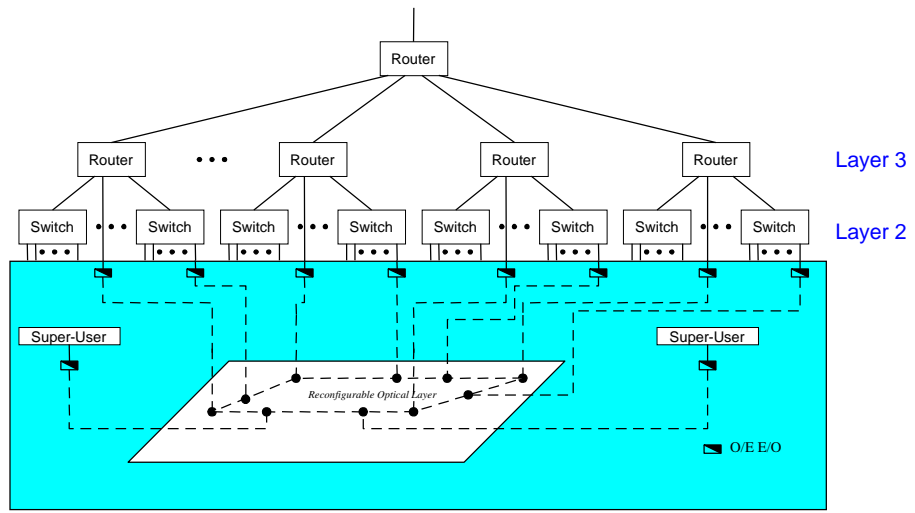 Router
Router
Router
Router
Router
Layer 3
Switch
Switch
Switch
Switch
Switch
Switch
Switch
Switch
Layer 2
Super-User
Super-User
Reconfigurable Optical Layer
O/E E/O